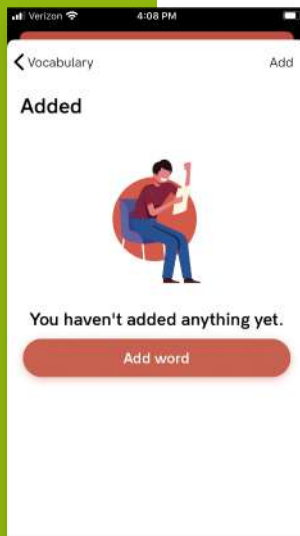 Verizon 4:08 PM
Vocabulary Add
Added
You haven't added anything yet.
Add word